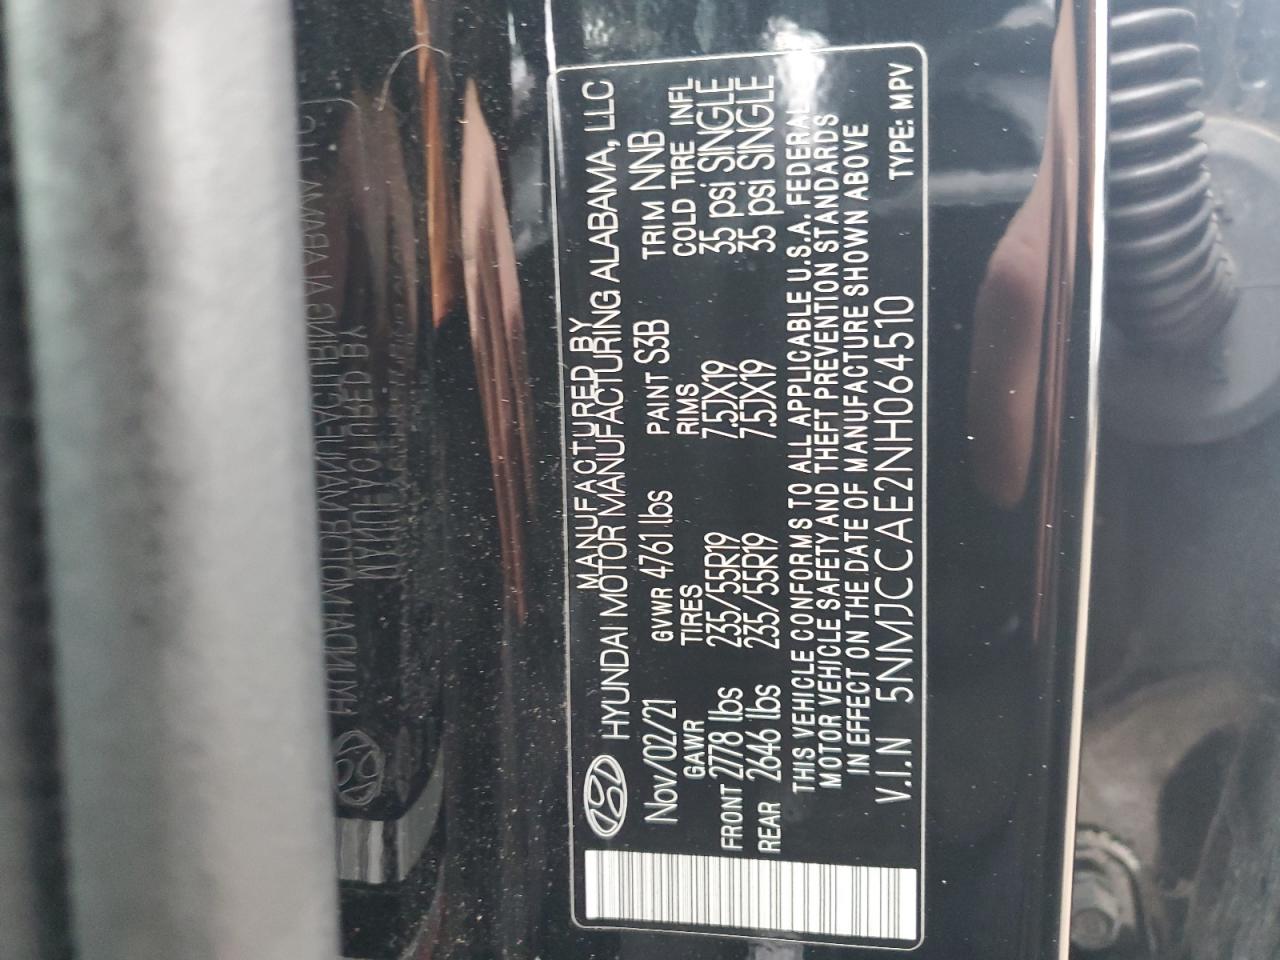 MANUFACTURED BY
HYUNDAI MOTOR MANUFACTURING ALABAMA, LLC
Nov/02/21 GVWR 4761 lbs PAINT S3B TRIM NNB
GAWR TIRES RIMS COLD TIRE INFL
FRONT 2778 lbs 235/55R19 7.5JX19 35 psi SINGLE
REAR 2646 lbs 235/55R19 7.5JX19 35 psi SINGLE
THIS VEHICLE CONFORMS TO ALL APPLICABLE U.S.A. FEDERAL
MOTOR VEHICLE SAFETY AND THEFT PREVENTION STANDARDS
IN EFFECT ON THE DATE OF MANUFACTURE SHOWN ABOVE
V.I.N 5NMJCCAE2NH064510 TYPE: MPV